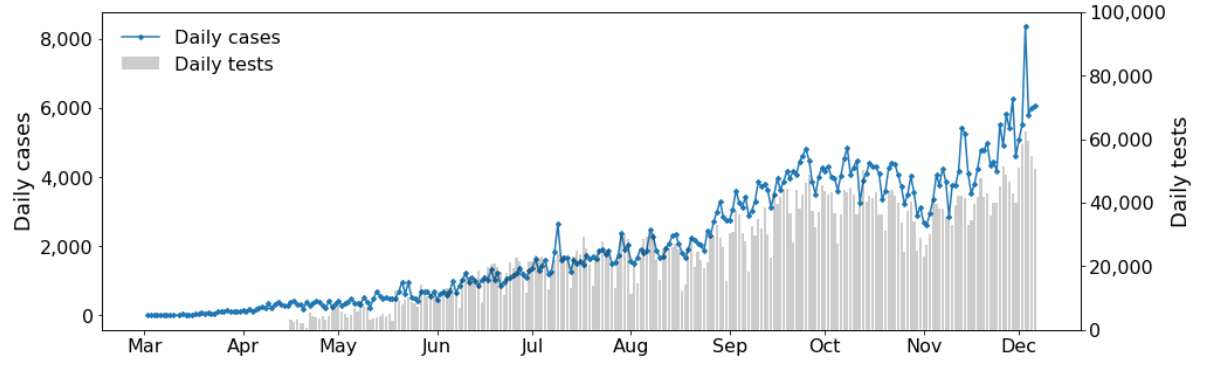 Daily cases
Daily tests
8,000
6,000
4,000
2,000
0
Daily cases
100,000
80,000
60,000
40,000
20,000
0
Daily tests
Mar Apr May Jun Jul Aug Sep Oct Nov Dec